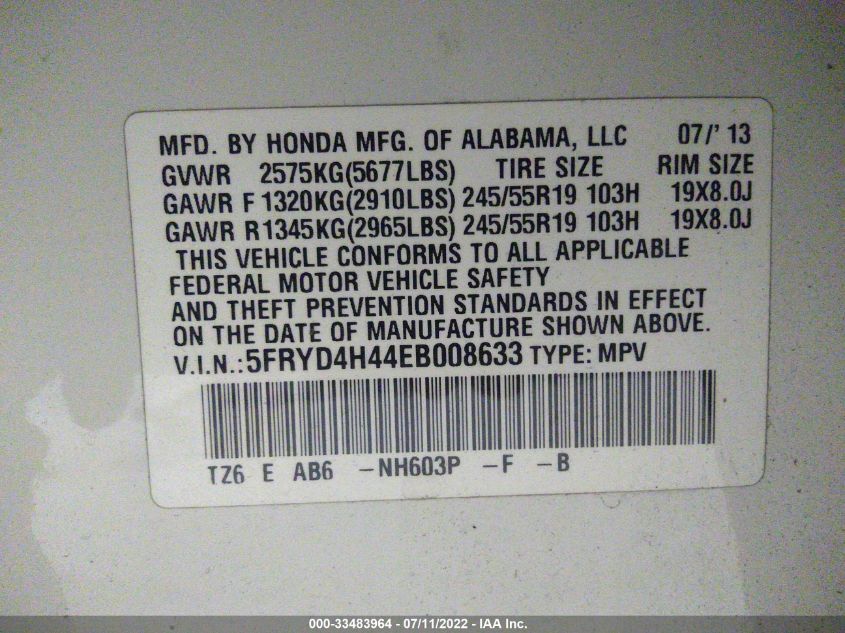 MFD. BY HONDA MFG. OF ALABAMA, LLC 07/' 13
GVWR 2575KG(5677LBS) TIRE SIZE RIM SIZE
GAWR F 1320KG(2910LBS) 245/55R19 103H 19X8.0J
GAWR R 1345KG(2965LBS) 245/55R19 103H 19X8.0J
THIS VEHICLE CONFORMS TO ALL APPLICABLE
FEDERAL MOTOR VEHICLE SAFETY
AND THEFT PREVENTION STANDARDS IN EFFECT
ON THE DATE OF MANUFACTURE SHOWN ABOVE.
V.I.N.: 5FRYD4H44EB008633 TYPE: MPV
TZ6 E AB6 -NH603P -F -B
000-33483964 - 07/11/2022 - IAA Inc.